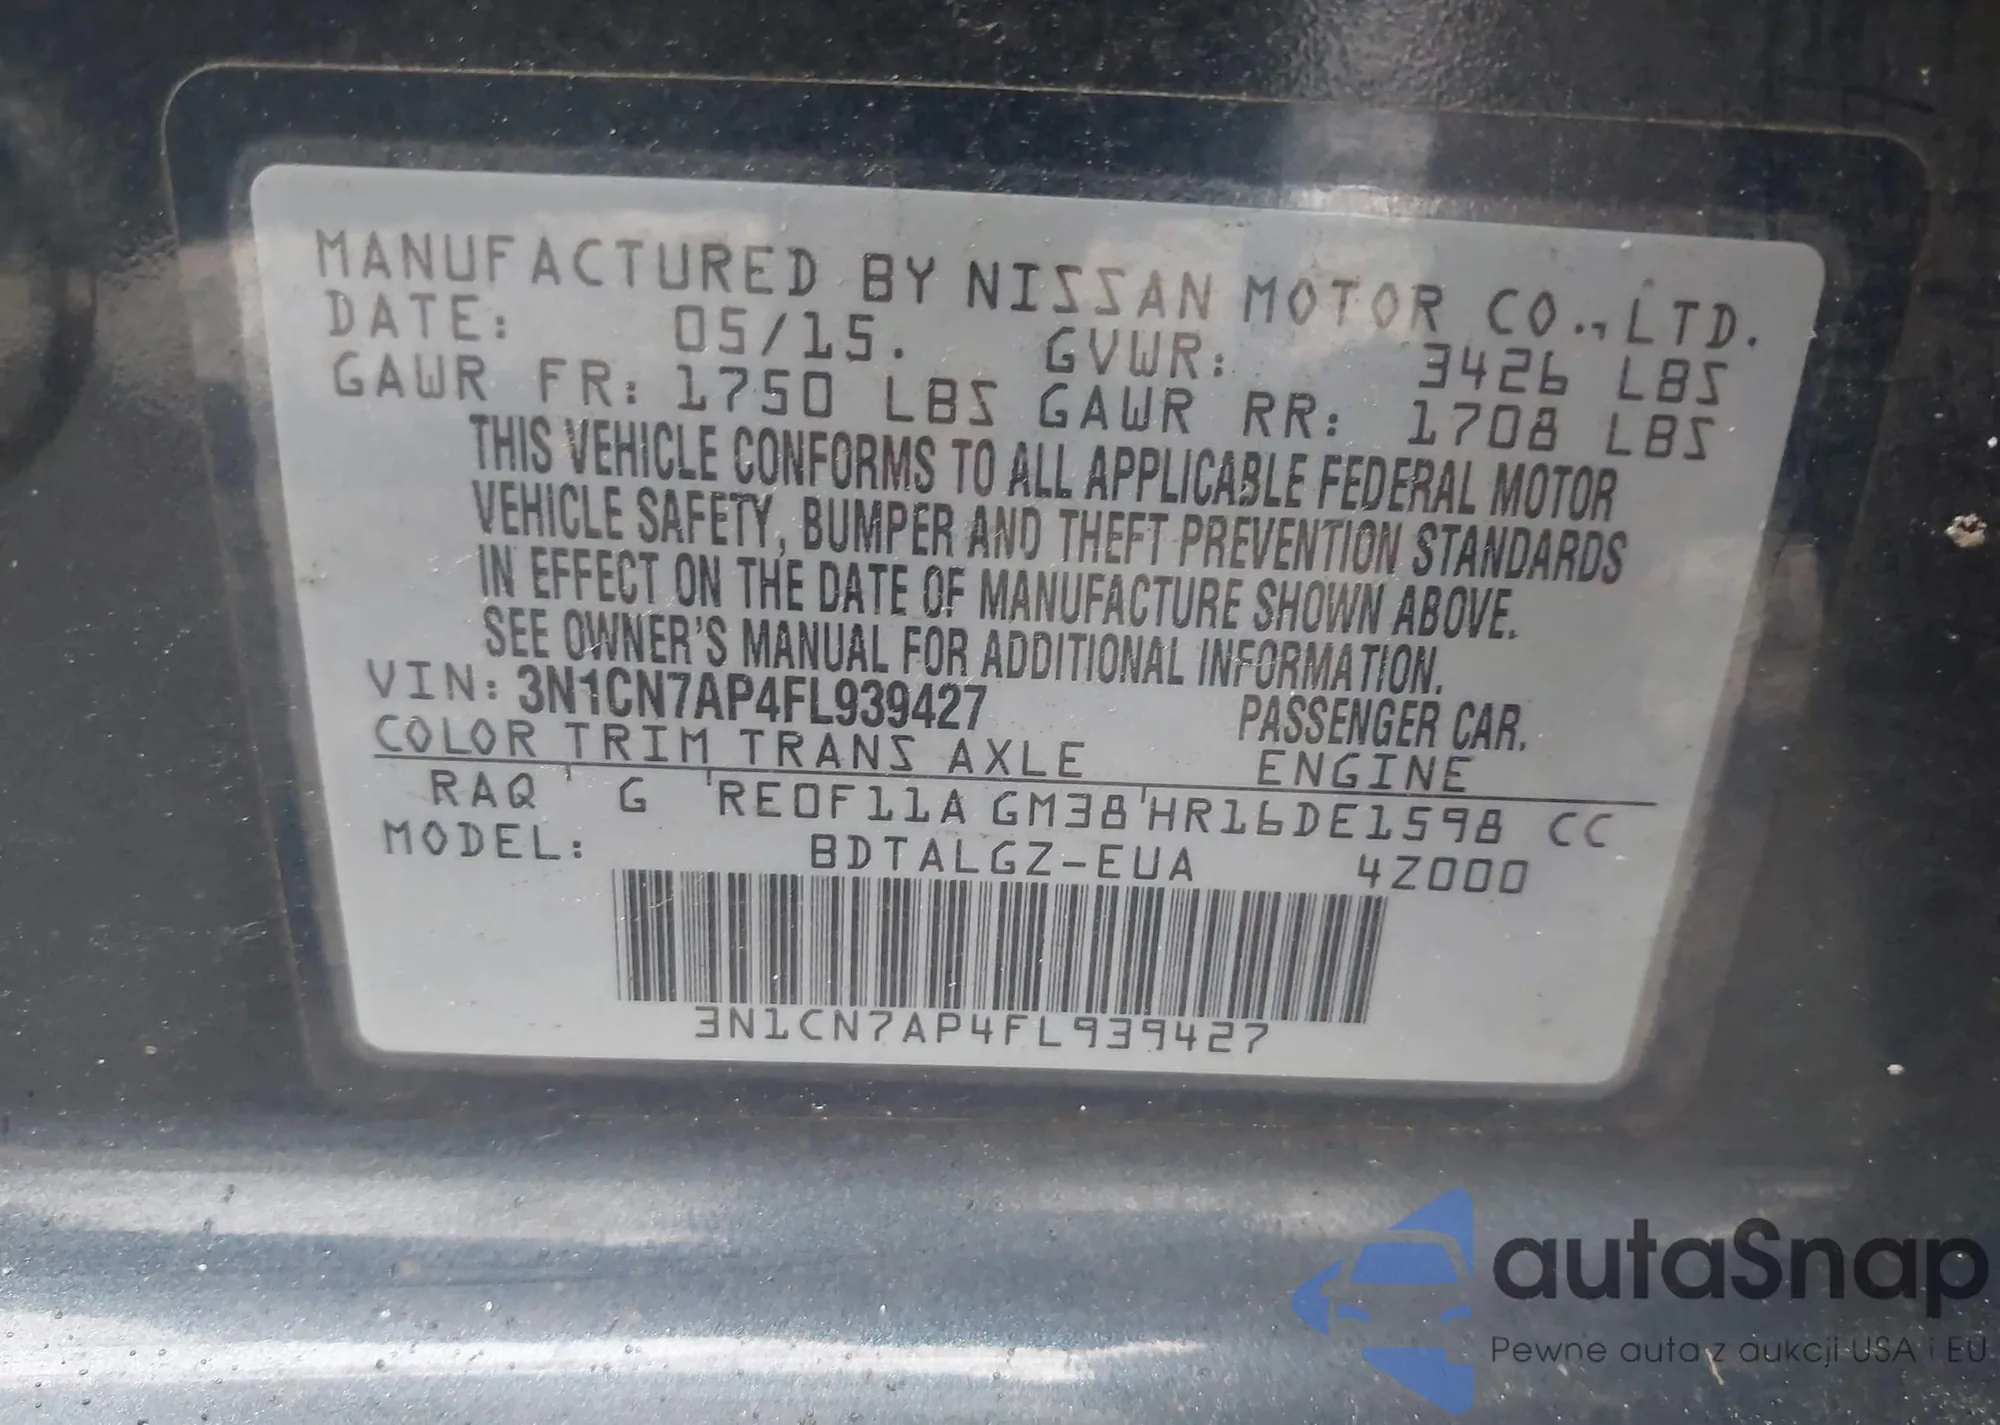 MANUFACTURED BY NISSAN MOTOR CO., LTD.
DATE: 05/15. GVWR: 3426 LBS
GAWR FR: 1750 LBS GAWR RR: 1708 LBS
THIS VEHICLE CONFORMS TO ALL APPLICABLE FEDERAL MOTOR
VEHICLE SAFETY, BUMPER AND THEFT PREVENTION STANDARDS
IN EFFECT ON THE DATE OF MANUFACTURE SHOWN ABOVE.
SEE OWNER'S MANUAL FOR ADDITIONAL INFORMATION.
VIN: 3N1CN7AP4FL939427 PASSENGER CAR.
COLOR TRIM TRANS AXLE ENGINE
RAQ G RE0F11A GM38 HR16DE1598 CC
MODEL: BDTALGZ-EUA 4Z000
3N1CN7AP4FL939427
autaSnap
Pewne auta z aukcji USA i EU